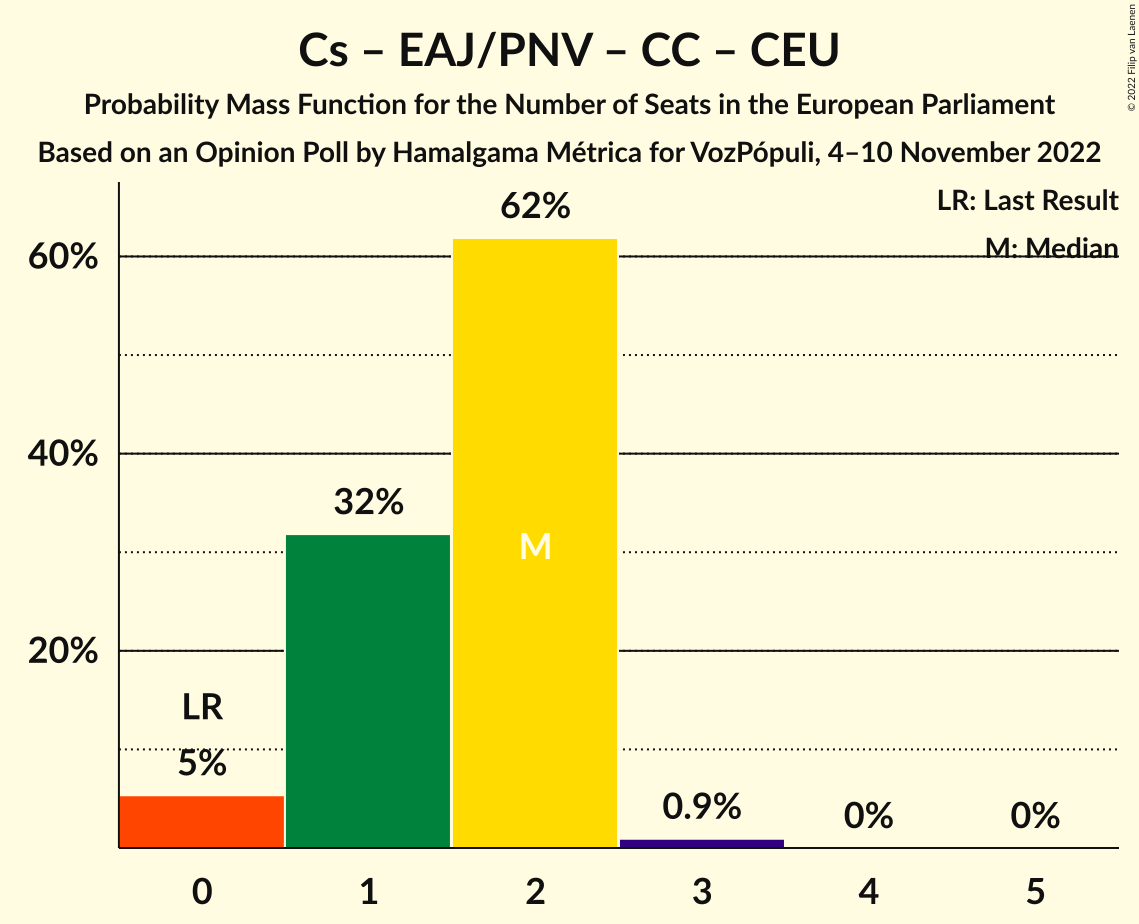 Cs – EAJ/PNV – CC – CEU
Probability Mass Function for the Number of Seats in the European Parliament
Based on an Opinion Poll by Hamalgama Métrica for VozPópuli, 4–10 November 2022
© 2022 Filip van Laenen
LR: Last Result
M: Median
62%
60%
40%
32%
M
20%
LR
5%
0.9%
0%
0%
0 1 2 3 4 5